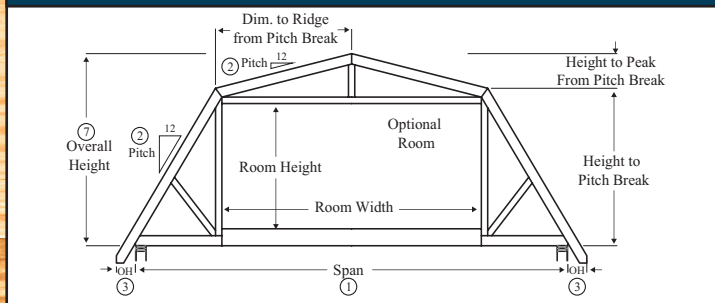 Dim. to Ridge
from Pitch Break
2 Pitch 12
Height to Peak
From Pitch Break
7
Overall
Height
2
Pitch
12
Optional
Room
Room Height
Height to
Pitch Break
Room Width
OH
3
Span
1
OH
3